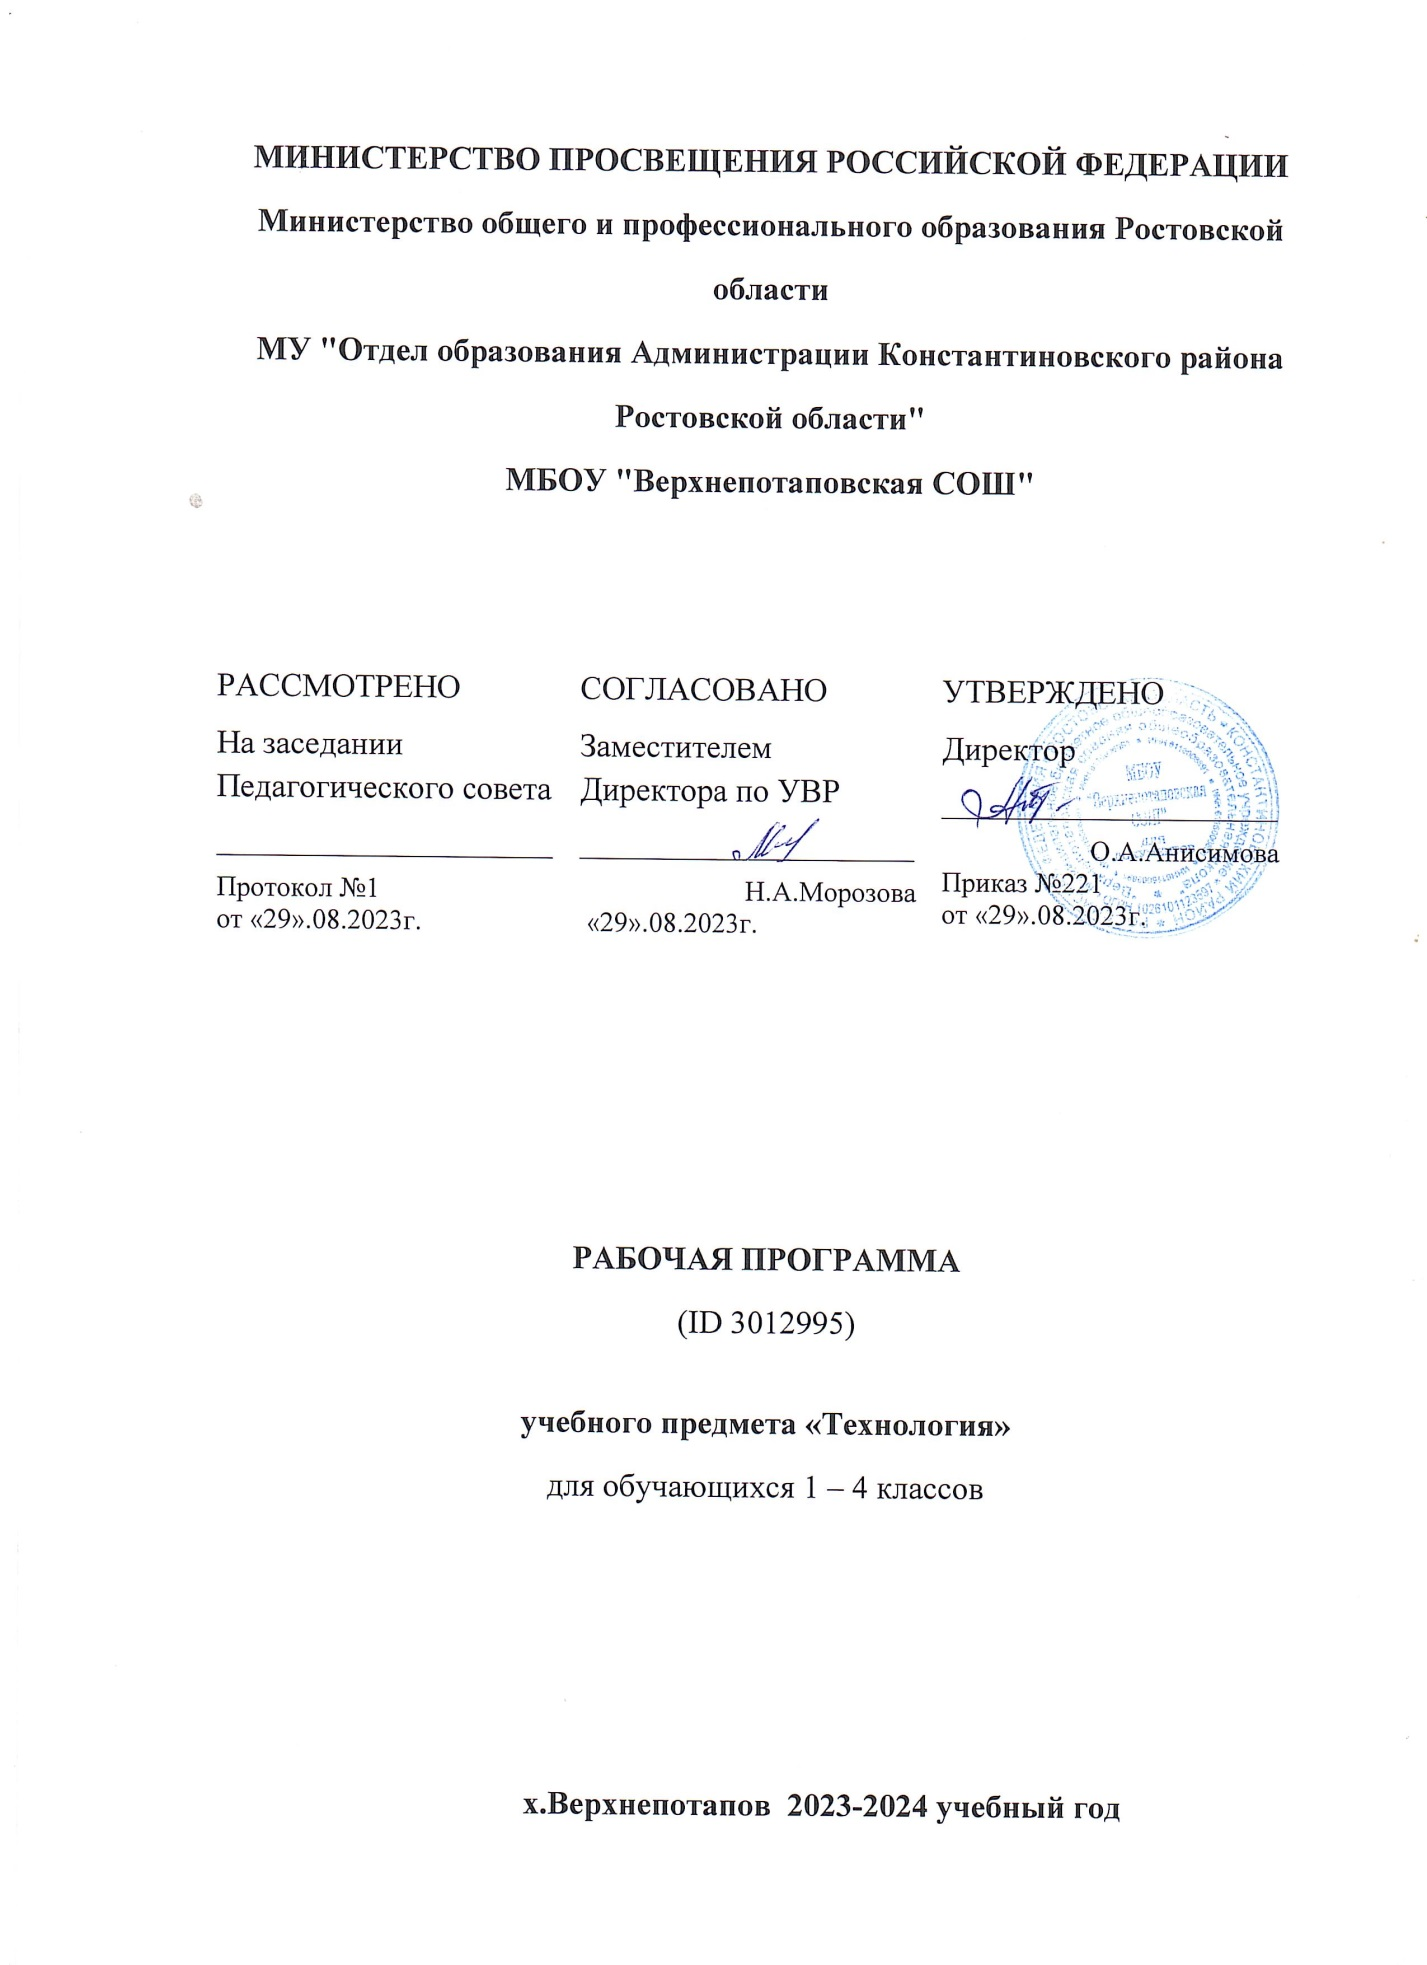 МИНИСТЕРСТВО ПРОСВЕЩЕНИЯ РОССИЙСКОЙ ФЕДЕРАЦИИ
Министерство общего и профессионального образования Ростовской
области
МУ "Отдел образования Администрации Константиновского района
Ростовской области"
МБОУ "Верхнепотаповская СОШ"
РАССМОТРЕНО
На заседании
Педагогического совета
Протокол №1
от «29».08.2023г.
СОГЛАСОВАНО
Заместителем
Директора по УВР
Н.А.Морозова
«29».08.2023г.
УТВЕРЖДЕНО
Директор
О.А.Анисимова
Приказ №221
от «29».08.2023г.
МБОУ
"Верхнепотаповская
СОШ"
РАБОЧАЯ ПРОГРАММА
(ID 3012995)
учебного предмета «Технология»
для обучающихся 1 – 4 классов
х.Верхнепотапов 2023-2024 учебный год